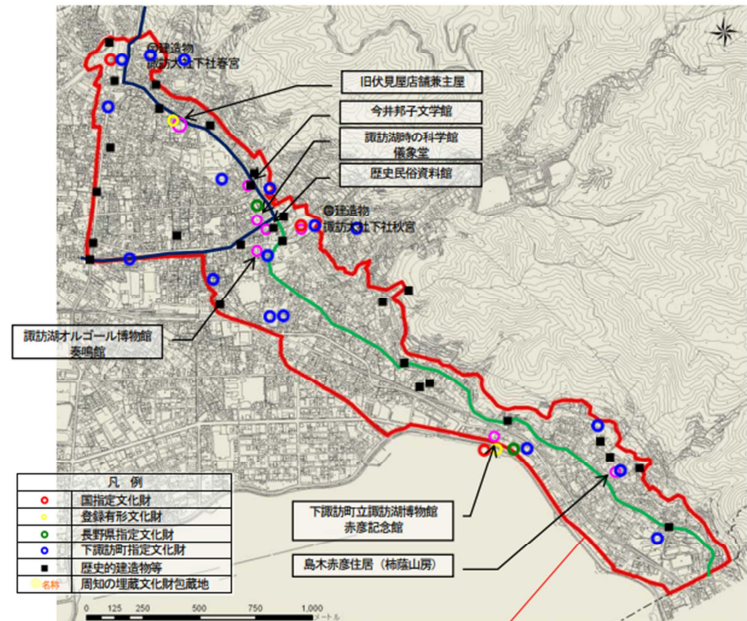 建造物
諏訪大社下社春宮
旧伏見屋店舗兼主屋
今井邦子文学館
諏訪湖時の科学館
儀象堂
歴史民俗資料館
建造物
諏訪大社下社秋宮
諏訪湖オルゴール博物館
奏鳴館
下諏訪町立諏訪湖博物館
赤彦記念館
島木赤彦住居（柿蔭山房）
凡 例
国指定文化財
登録有形文化財
長野県指定文化財
下諏訪町指定文化財
歴史的建造物等
名称 周知の埋蔵文化財包蔵地
0 125 250 500 750 1,000
メートル